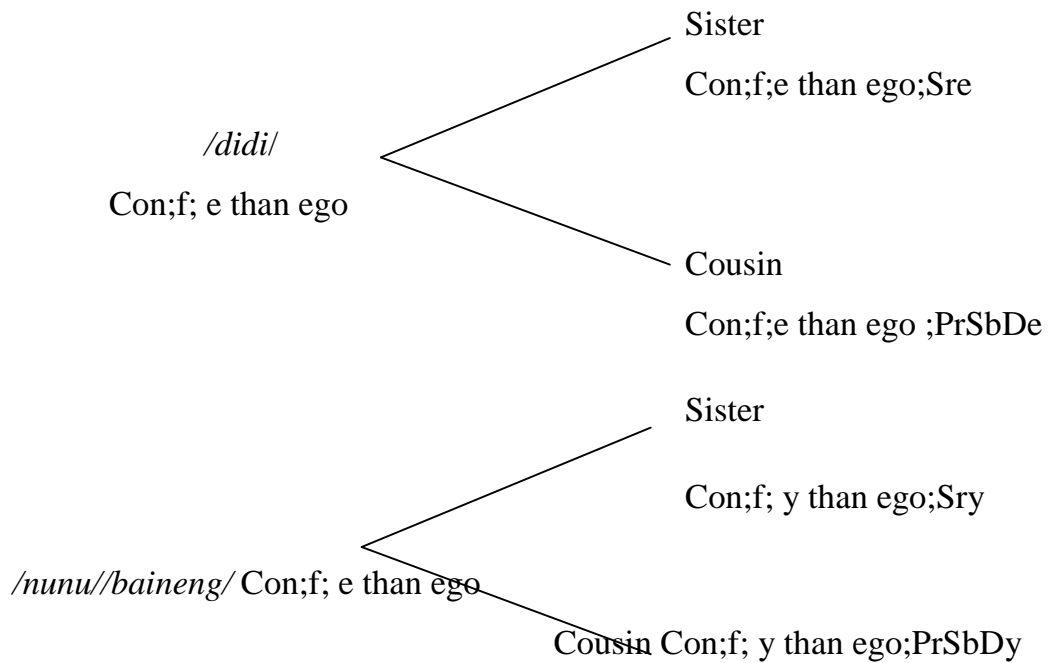 Sister
Con;f;e than ego;Sre
/didi/
Con;f; e than ego
Cousin
Con;f;e than ego ;PrSbDe
Sister
Con;f; y than ego;Sry
/nunu//baineng/ Con;f; e than ego
Cousin Con;f; y than ego;PrSbDy